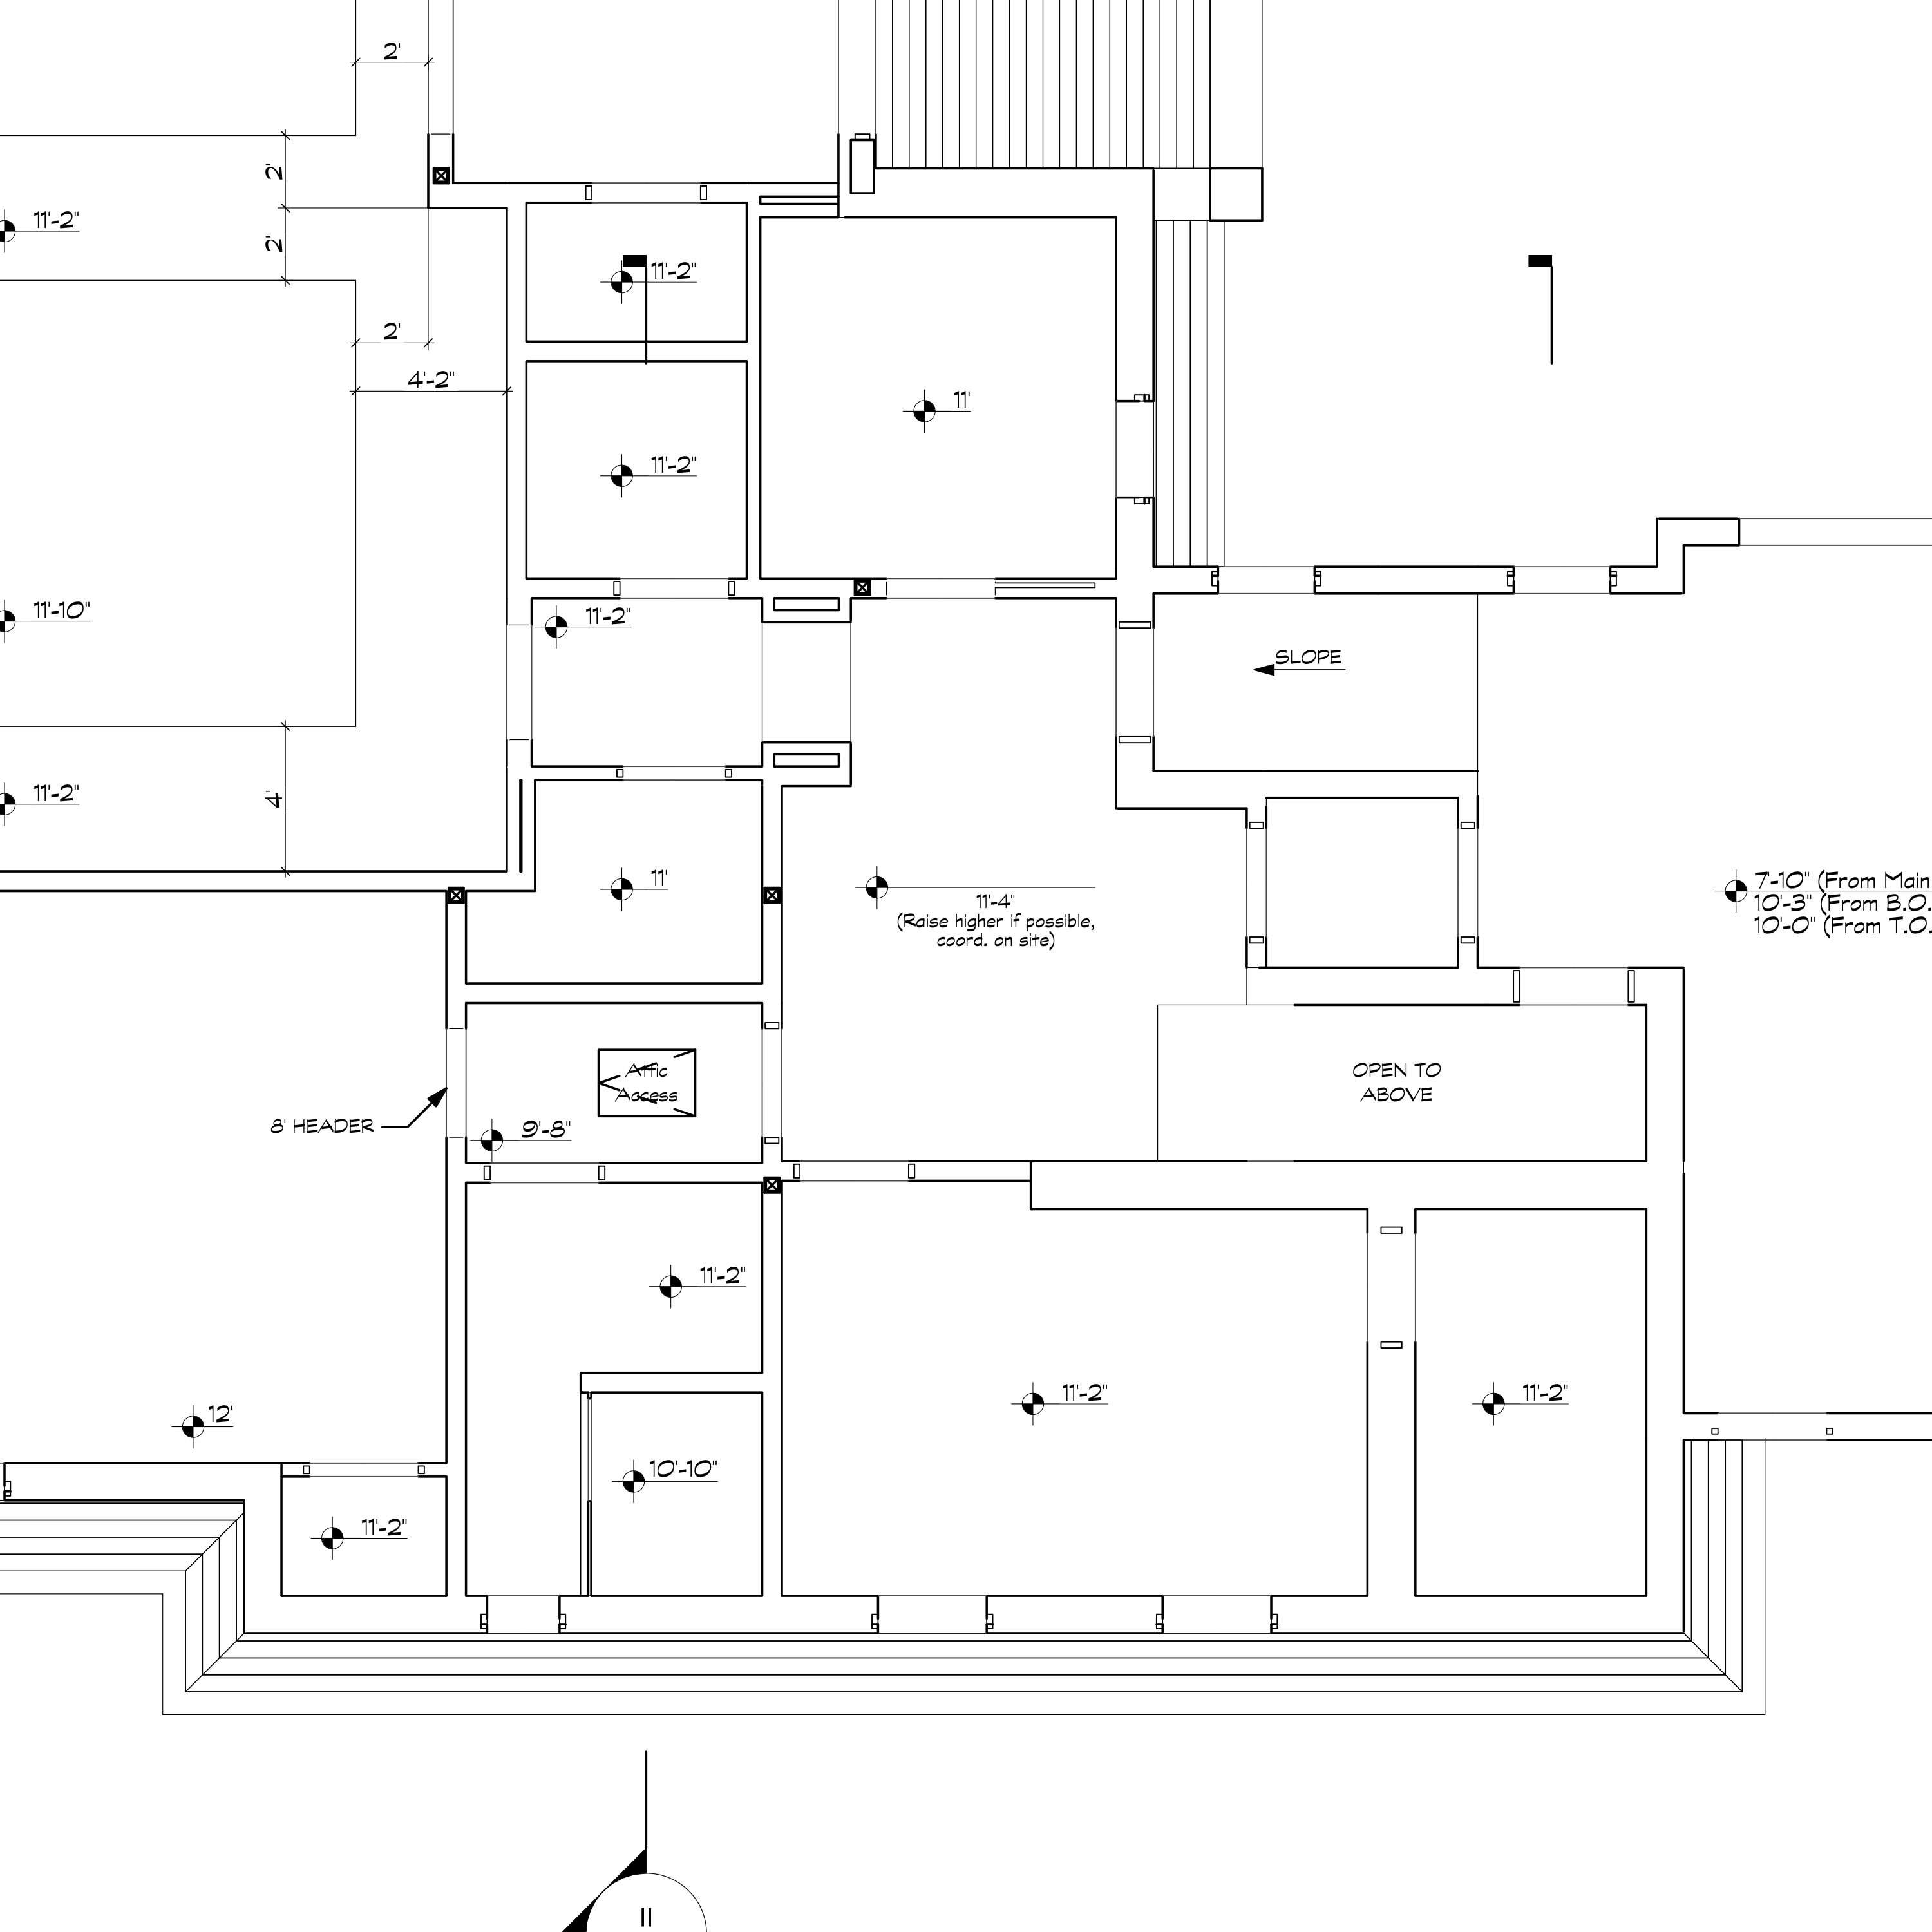 2'
2'
11'-2"
2'
11'-2"
2'
4'-2"
11'
11'-2"
11'-10"
11'-2"
SLOPE
11'-2"
4'
11'
7'-10" (From Main
10'-3" (From B.O.
10'-0" (From T.O.
11'-4"
(Raise higher if possible,
coord. on site)
Attic
Access
OPEN TO
ABOVE
8' HEADER
9'-8"
11'-2"
11'-2"
11'-2"
12'
10'-10"
11'-2"
11